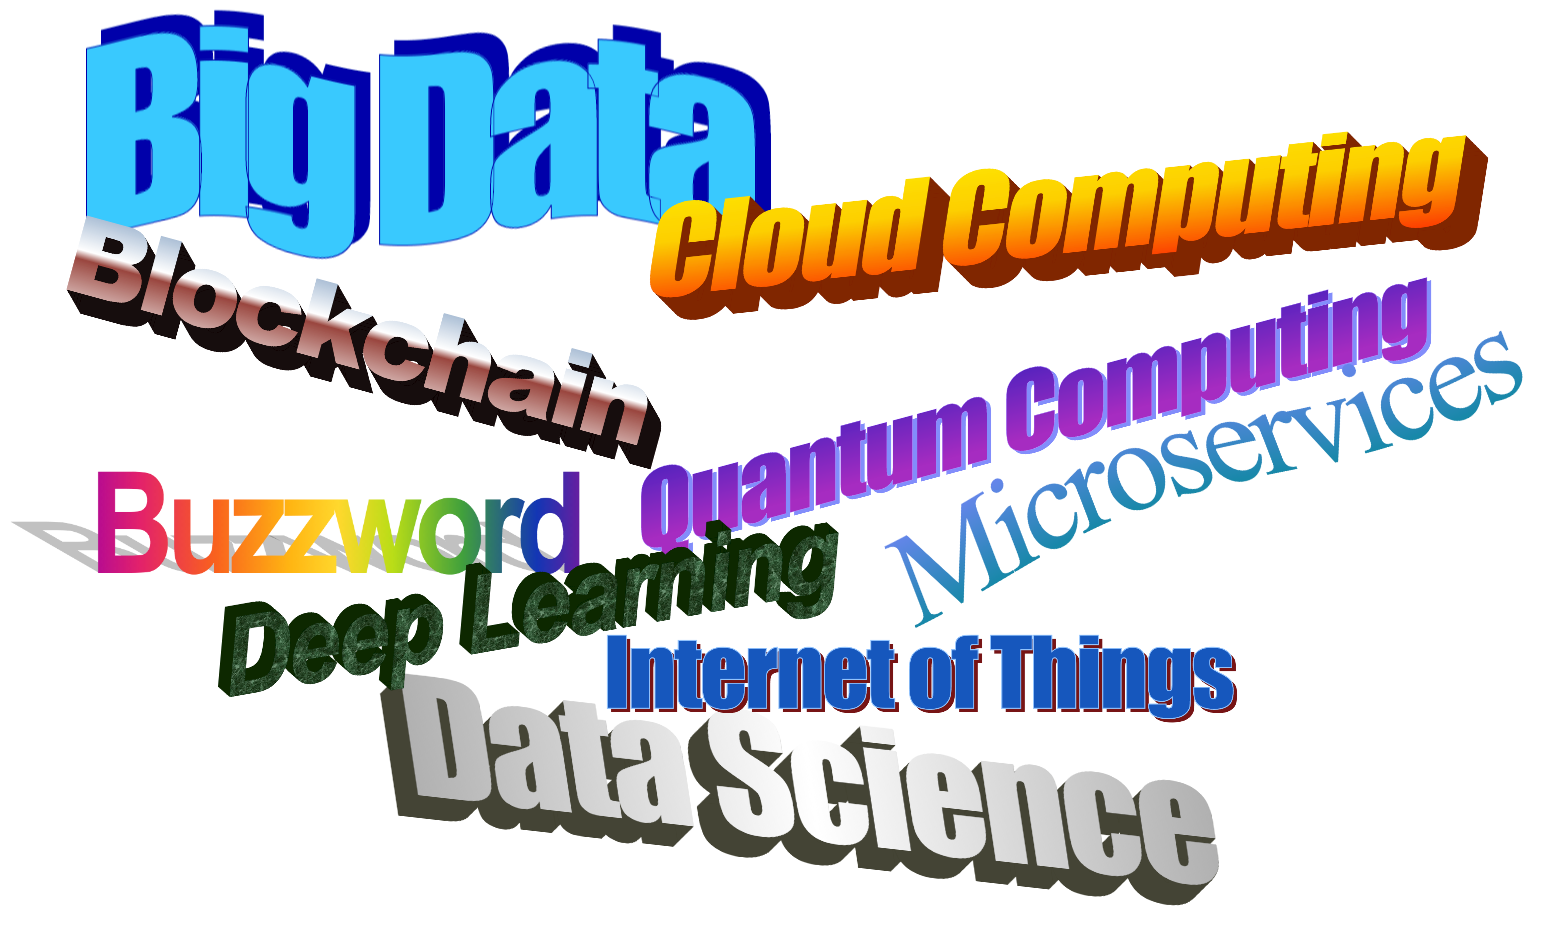 Big Data
Cloud Computing
Blockchain
Quantum Computing
Microservices
Buzzword
Deep Learning
Internet of Things
Data Science